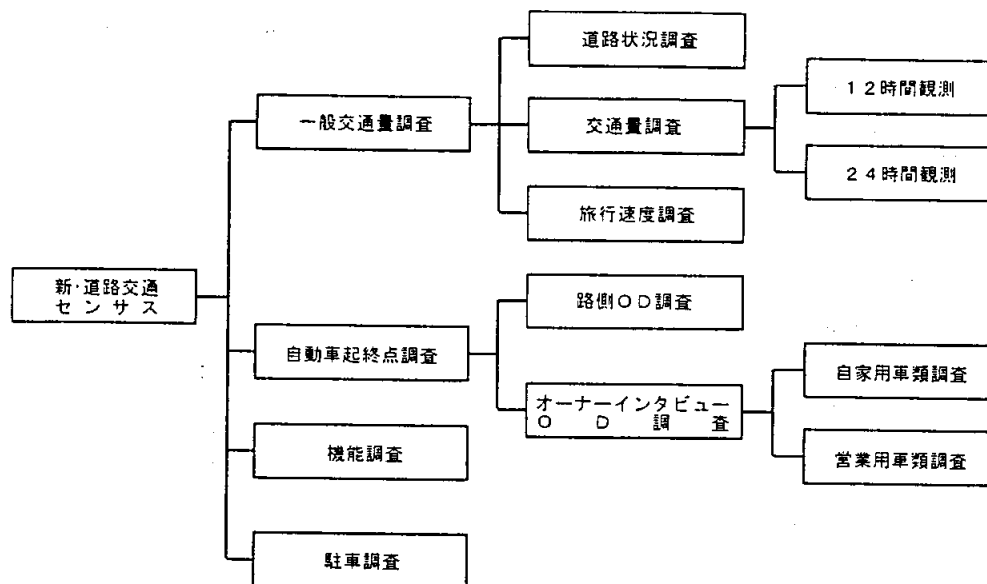 新・道路交通
センサス
一般交通量調査
道路状況調査
交通量調査
12時間観測
24時間観測
旅行速度調査
自動車起終点調査
路側OD調査
オーナーインタビュー
OD調査
自家用車類調査
営業用車類調査
機能調査
駐車調査